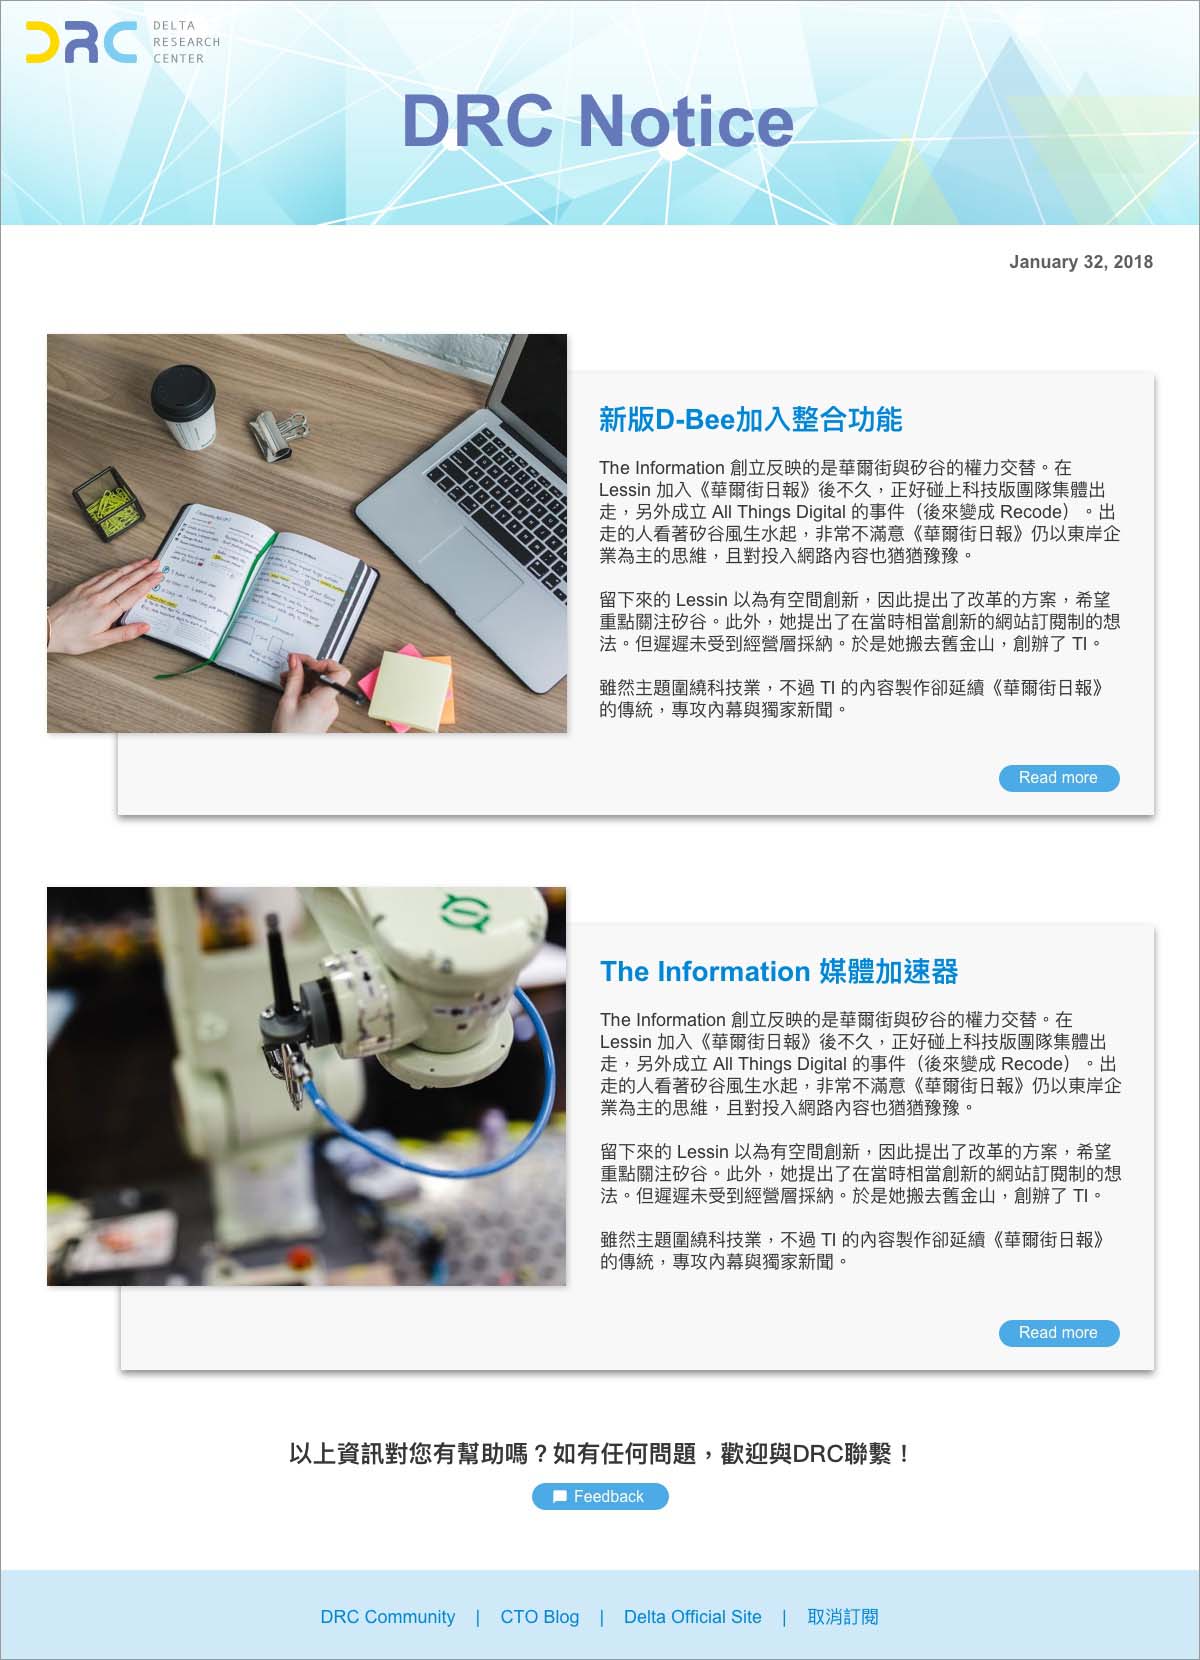 DRC
DELTA
RESEARCH
CENTER
DRC Notice
January 32, 2018
新版D-Bee加入整合功能
The Information 創立反映的是華爾街與矽谷的權力交替。在
Lessin 加入《華爾街日報》後不久，正好碰上科技版團隊集體出
走，另外成立 All Things Digital 的事件（後來變成 Recode）。出
走的人看著矽谷風生水起，非常不滿意《華爾街日報》仍以東岸企
業為主的思維，且對投入網路內容也猶猶豫豫。
留下來的 Lessin 以為有空間創新，因此提出了改革的方案，希望
重點關注矽谷。此外，她提出了在當時相當創新的網站訂閱制的想
法。但遲遲未受到經營層採納。於是她搬去舊金山，創辦了 TI。
雖然主題圍繞科技業，不過 TI 的內容製作卻延續《華爾街日報》
的傳統，專攻內幕與獨家新聞。
Read more
The Information 媒體加速器
The Information 創立反映的是華爾街與矽谷的權力交替。在
Lessin 加入《華爾街日報》後不久，正好碰上科技版團隊集體出
走，另外成立 All Things Digital 的事件（後來變成 Recode）。出
走的人看著矽谷風生水起，非常不滿意《華爾街日報》仍以東岸企
業為主的思維，且對投入網路內容也猶猶豫豫。
留下來的 Lessin 以為有空間創新，因此提出了改革的方案，希望
重點關注矽谷。此外，她提出了在當時相當創新的網站訂閱制的想
法。但遲遲未受到經營層採納。於是她搬去舊金山，創辦了 TI。
雖然主題圍繞科技業，不過 TI 的內容製作卻延續《華爾街日報》
的傳統，專攻內幕與獨家新聞。
Read more
以上資訊對您有幫助嗎？如有任何問題，歡迎與DRC聯繫！
Feedback
DRC Community | CTO Blog | Delta Official Site | 取消訂閱